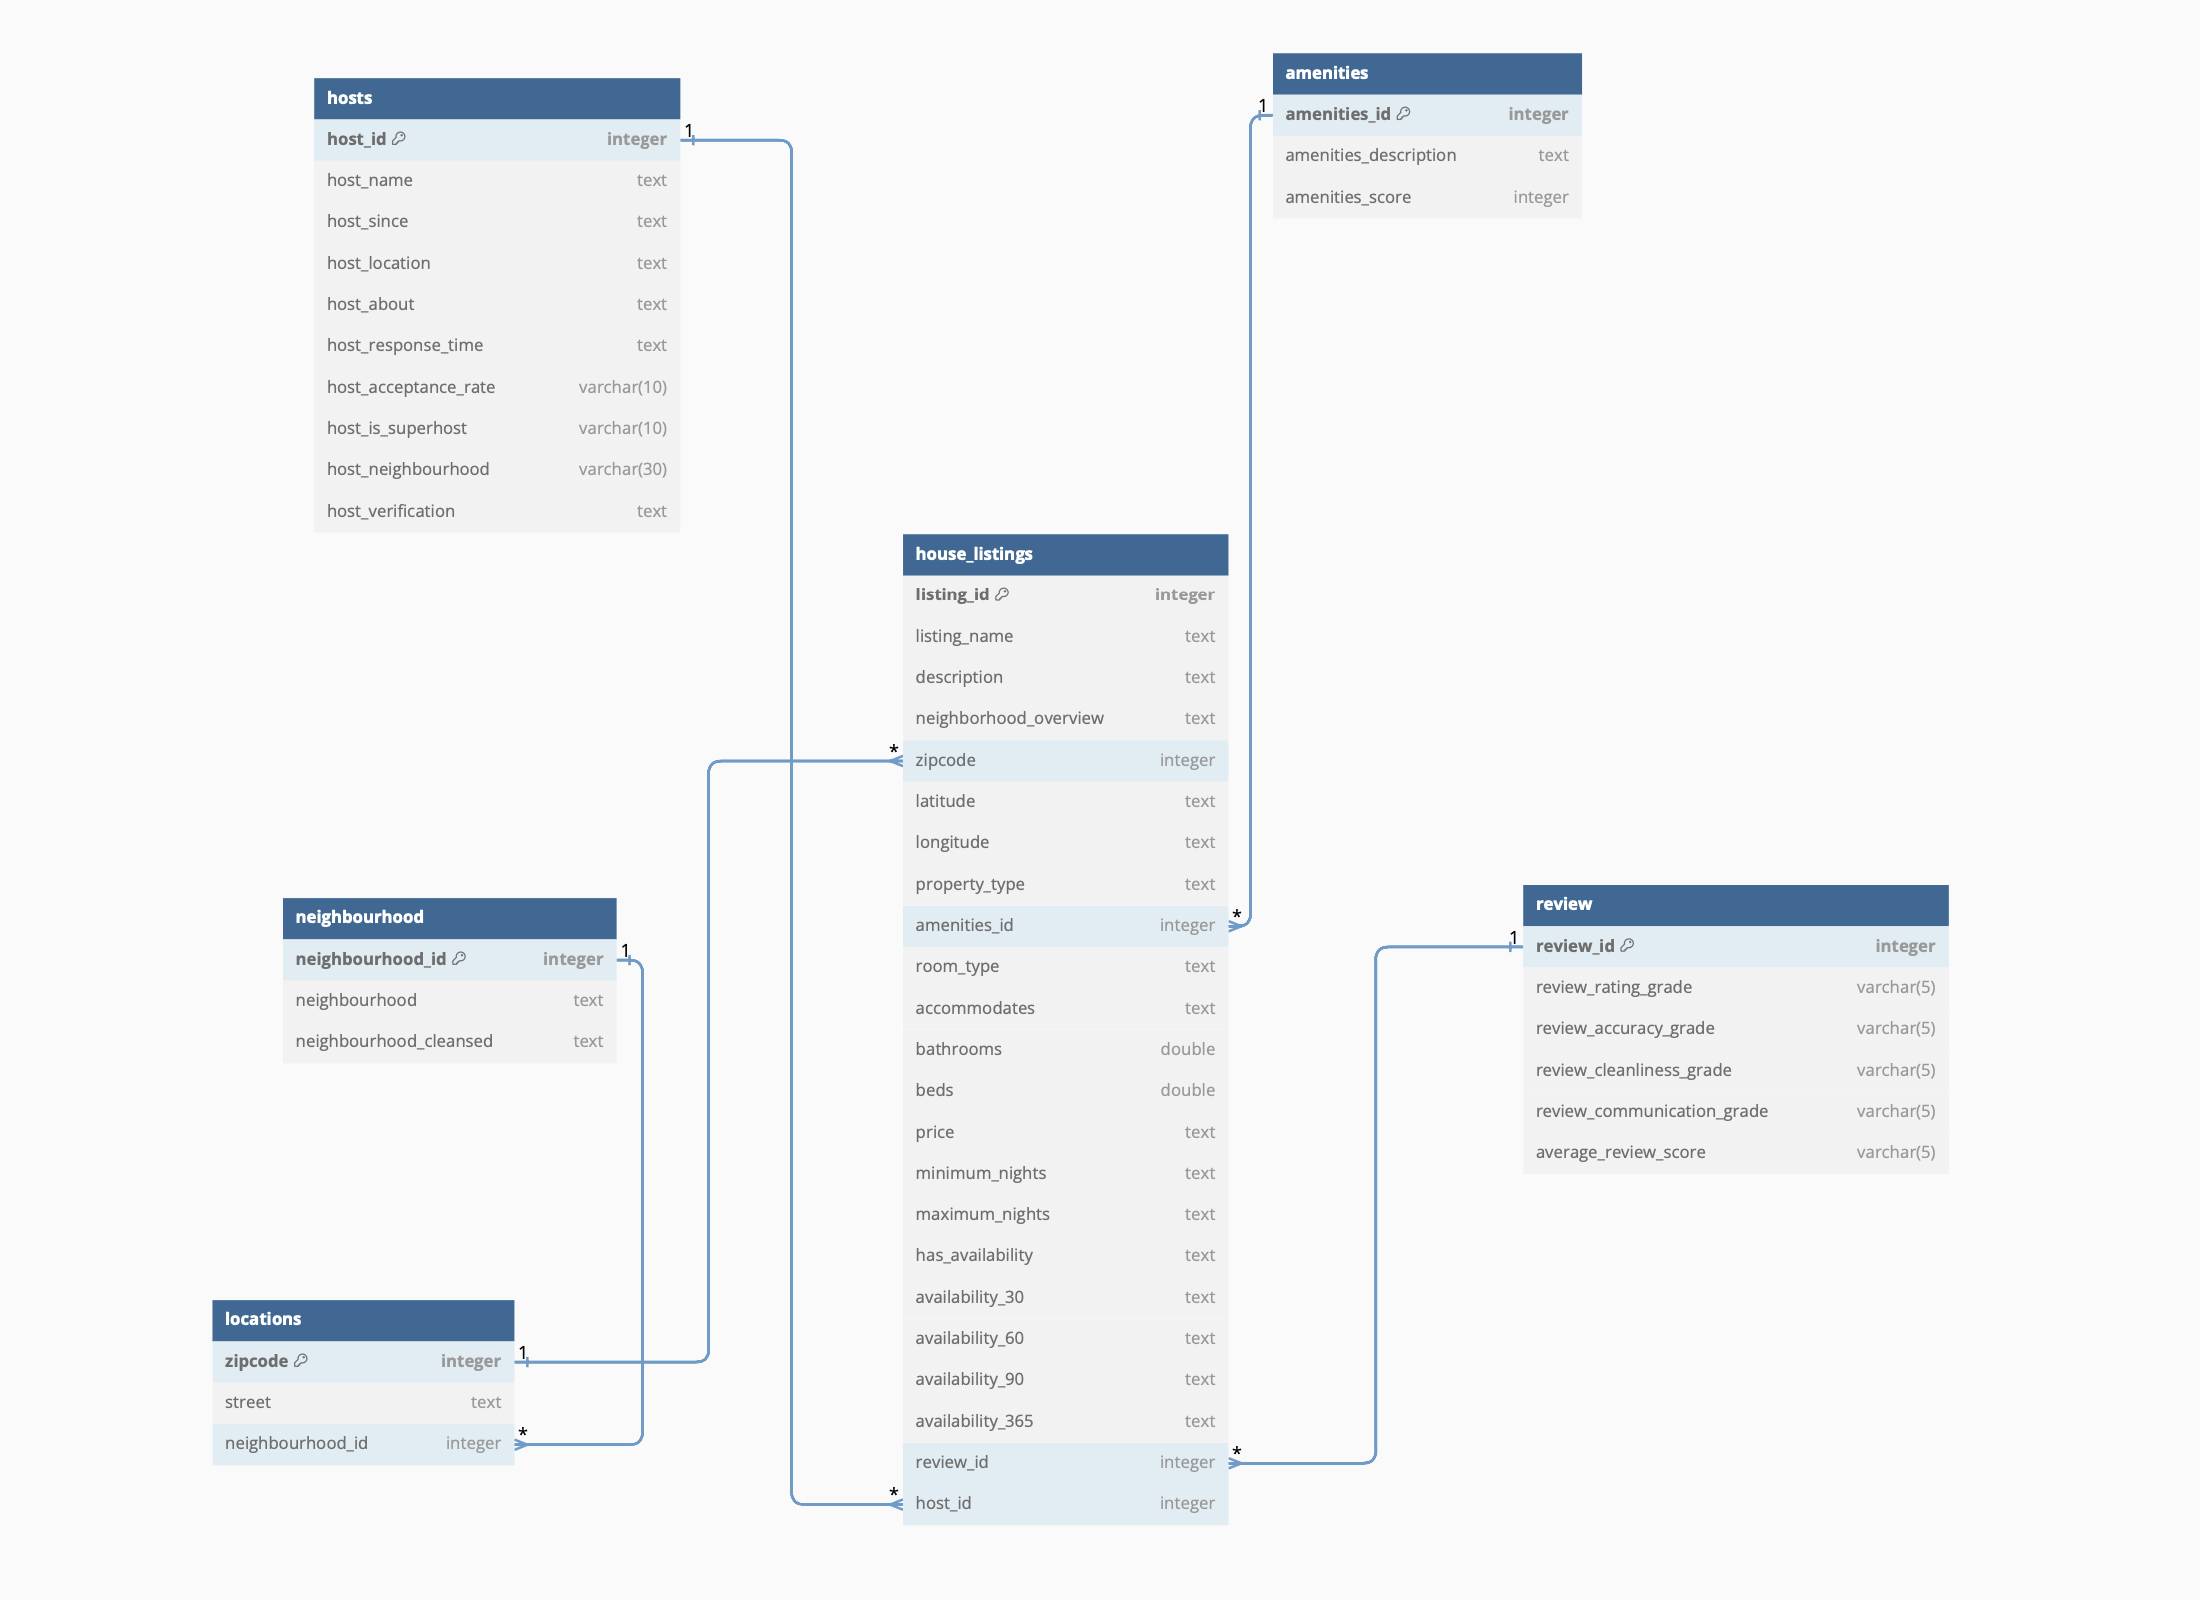 hosts
host_id integer
host_name text
host_since text
host_location text
host_about text
host_response_time text
host_acceptance_rate varchar(10)
host_is_superhost varchar(10)
host_neighbourhood varchar(30)
host_verification text
1
amenities
amenities_id integer
amenities_description text
amenities_score integer
1
house_listings
listing_id integer
listing_name text
description text
neighborhood_overview text
* zipcode integer
latitude text
longitude text
property_type text
amenities_id integer *
room_type text
accommodates text
bathrooms double
beds double
price text
minimum_nights text
maximum_nights text
has_availability text
availability_30 text
availability_60 text
availability_90 text
availability_365 text
review_id integer *
* host_id integer
neighbourhood
neighbourhood_id integer 1
neighbourhood text
neighbourhood_cleansed text
review
1 review_id integer
review_rating_grade varchar(5)
review_accuracy_grade varchar(5)
review_cleanliness_grade varchar(5)
review_communication_grade varchar(5)
average_review_score varchar(5)
locations
zipcode integer 1
street text
neighbourhood_id integer *